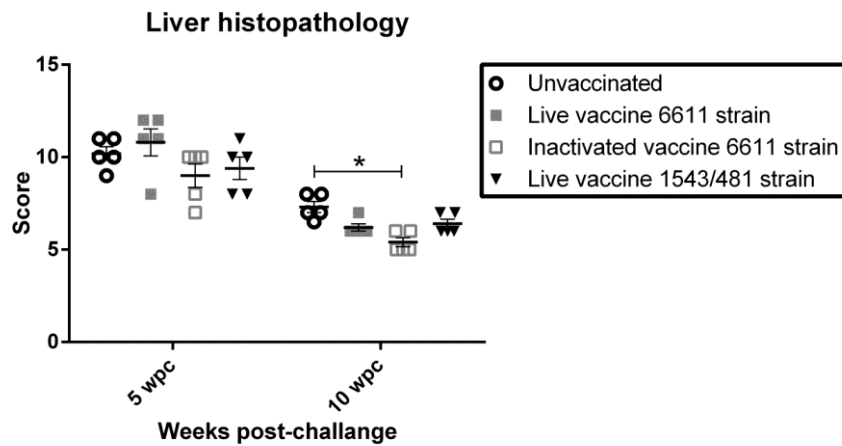 Liver histopathology
15
10
5
0
Score
*
5 wpc
10 wpc
Weeks post-challange
Unvaccinated
Live vaccine 6611 strain
Inactivated vaccine 6611 strain
Live vaccine 1543/481 strain